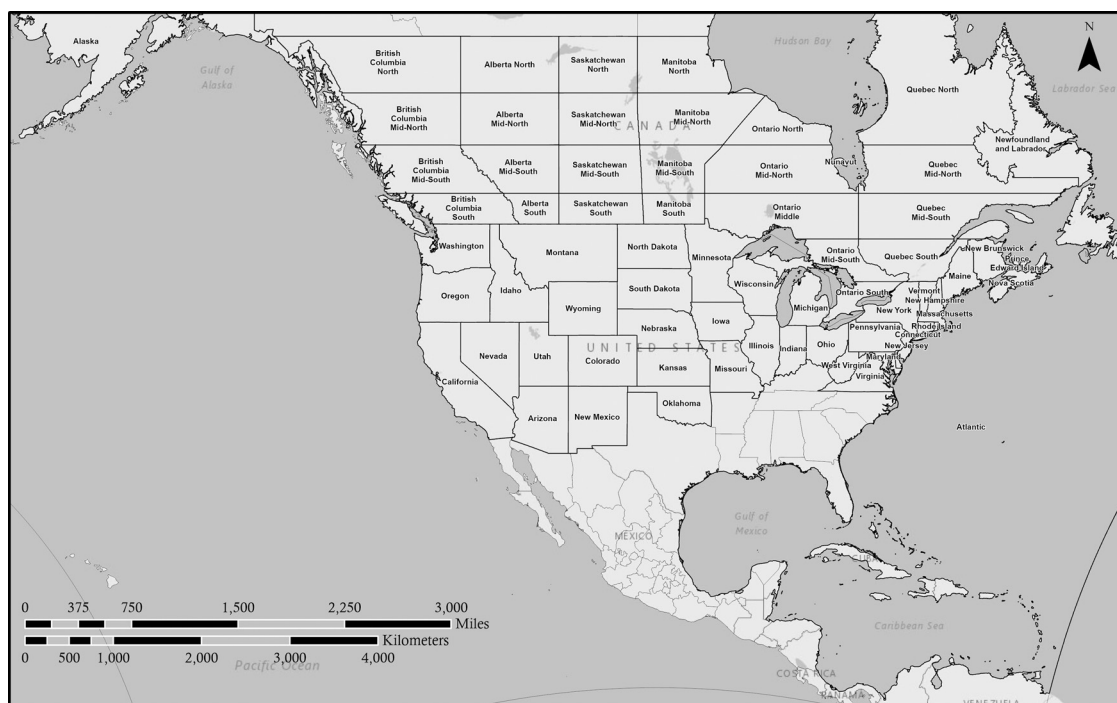 Alaska
Gulf of
Alaska
British
Columbia
North
Alberta North
Saskatchewan
North
Manitoba
North
Hudson Bay
N
Labrador Sea
Quebec North
British
Columbia
Mid-North
Alberta
Mid-North
Saskatchewan
Mid-North
Manitoba
Mid-North
CANADA
Ontario North
Newfoundland
and Labrador
British
Columbia
Mid-South
Alberta
Mid-South
Saskatchewan
Mid-South
Manitoba
Mid-South
Ontario
Mid-North
Nunavut
Quebec
Mid-North
British
Columbia
South
Alberta
South
Saskatchewan
South
Manitoba
South
Ontario
Middle
Quebec
Mid-South
Washington
Montana
North Dakota
Minnesota
Ontario
Mid-South
Quebec South
New Brunswick
Prince
Edward Island
Maine
Nova Scotia
Oregon
Idaho
Wyoming
South Dakota
Wisconsin
Michigan
Ontario South
Vermont
New Hampshire
New York
Massachusetts
Nebraska
Iowa
Pennsylvania
Rhode Island
Connecticut
New Jersey
UNITED STATES
California
Nevada
Utah
Colorado
Kansas
Missouri
Illinois
Indiana
Ohio
Maryland
West Virginia
Virginia
Arizona
New Mexico
Oklahoma
Atlantic
Gulf of
Mexico
MÉXICO
CUBA
Caribbean Sea
COSTA RICA
PANAMA
VENEZUELA
0 375 750 1,500 2,250 3,000
Miles
Kilometers
0 500 1,000 2,000 3,000 4,000
Pacific Ocean